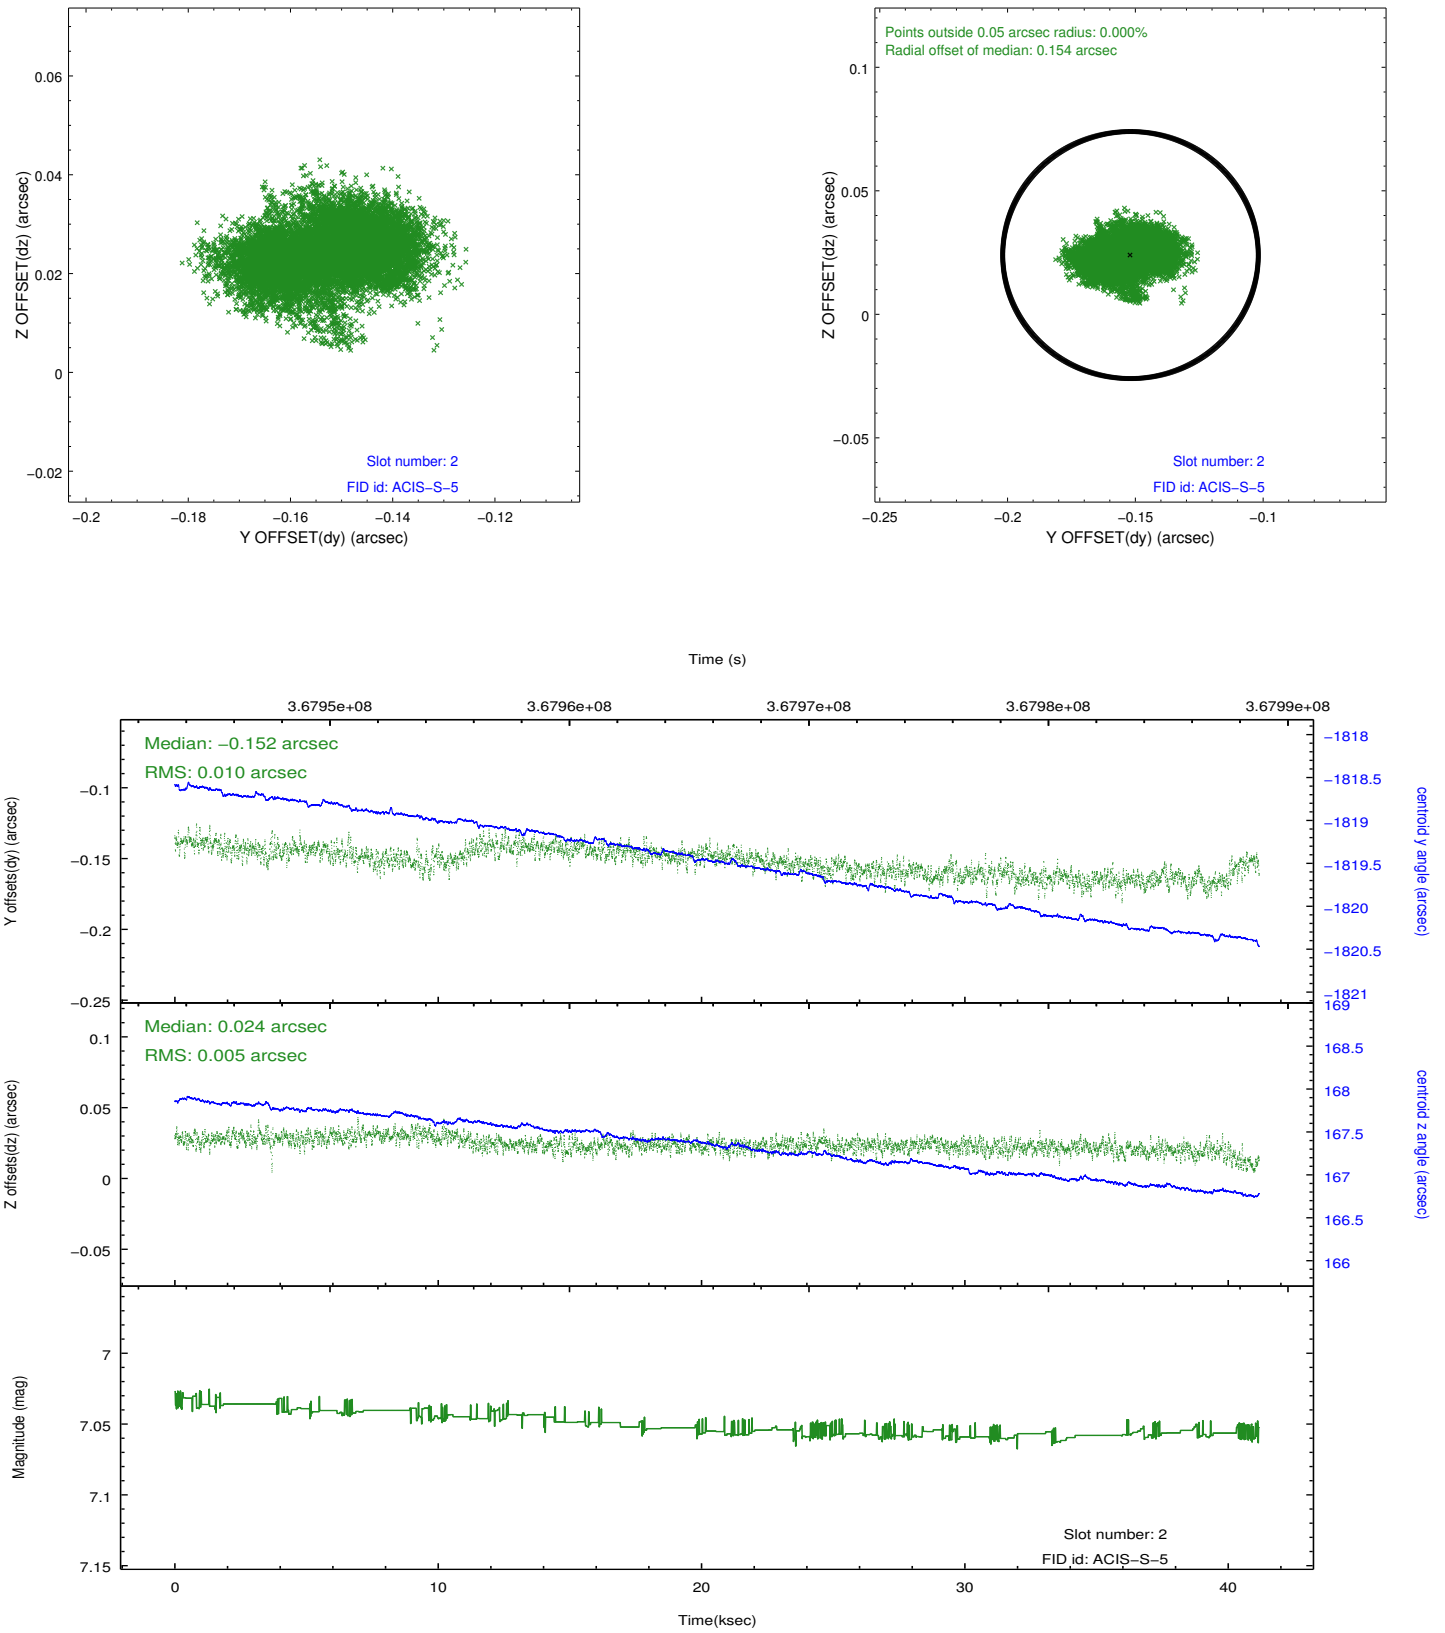 0.06
0.04
0.02
0
−0.02
−0.2
−0.18
−0.16
−0.14
−0.12
Z OFFSET(dz) (arcsec)
Y OFFSET(dy) (arcsec)
Slot number: 2
FID id: ACIS−S−5
Points outside 0.05 arcsec radius: 0.000%
Radial offset of median: 0.154 arcsec
0.1
0.05
0
−0.05
−0.25
−0.2
−0.15
−0.1
Z OFFSET(dz) (arcsec)
Y OFFSET(dy) (arcsec)
Slot number: 2
FID id: ACIS−S−5
Time (s)
3.6795e+08
3.6796e+08
3.6797e+08
3.6798e+08
3.6799e+08
Median: −0.152 arcsec
RMS: 0.010 arcsec
−0.1
−0.15
−0.2
−0.25
Y offsets(dy) (arcsec)
−1818
−1818.5
−1819
−1819.5
−1820
−1820.5
−1821
centroid y angle (arcsec)
Median: 0.024 arcsec
RMS: 0.005 arcsec
0.1
0.05
0
−0.05
Z offsets(dz) (arcsec)
169
168.5
168
167.5
167
166.5
166
centroid z angle (arcsec)
7
7.05
7.1
7.15
Magnitude (mag)
Slot number: 2
FID id: ACIS−S−5
0
10
20
30
40
Time(ksec)